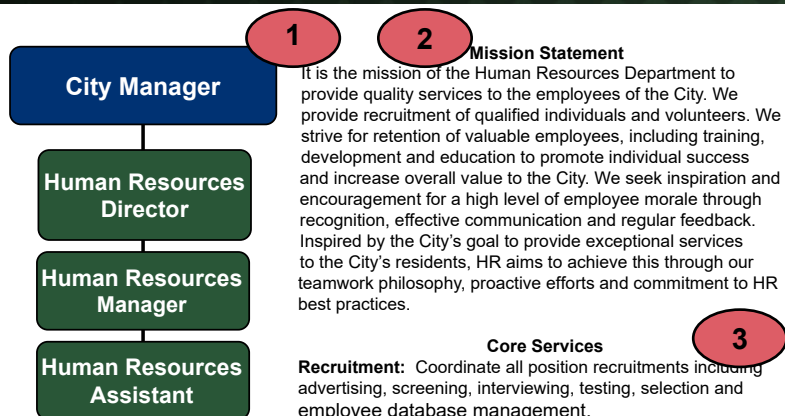 1
2
City Manager
Human Resources
Director
Human Resources
Manager
Human Resources
Assistant
Mission Statement
It is the mission of the Human Resources Department to
provide quality services to the employees of the City. We
provide recruitment of qualified individuals and volunteers. We
strive for retention of valuable employees, including training,
development and education to promote individual success
and increase overall value to the City. We seek inspiration and
encouragement for a high level of employee morale through
recognition, effective communication and regular feedback.
Inspired by the City’s goal to provide exceptional services
to the City’s residents, HR aims to achieve this through our
teamwork philosophy, proactive efforts and commitment to HR
best practices.
3
Core Services
Recruitment: Coordinate all position recruitments including
advertising, screening, interviewing, testing, selection and
employee database management.